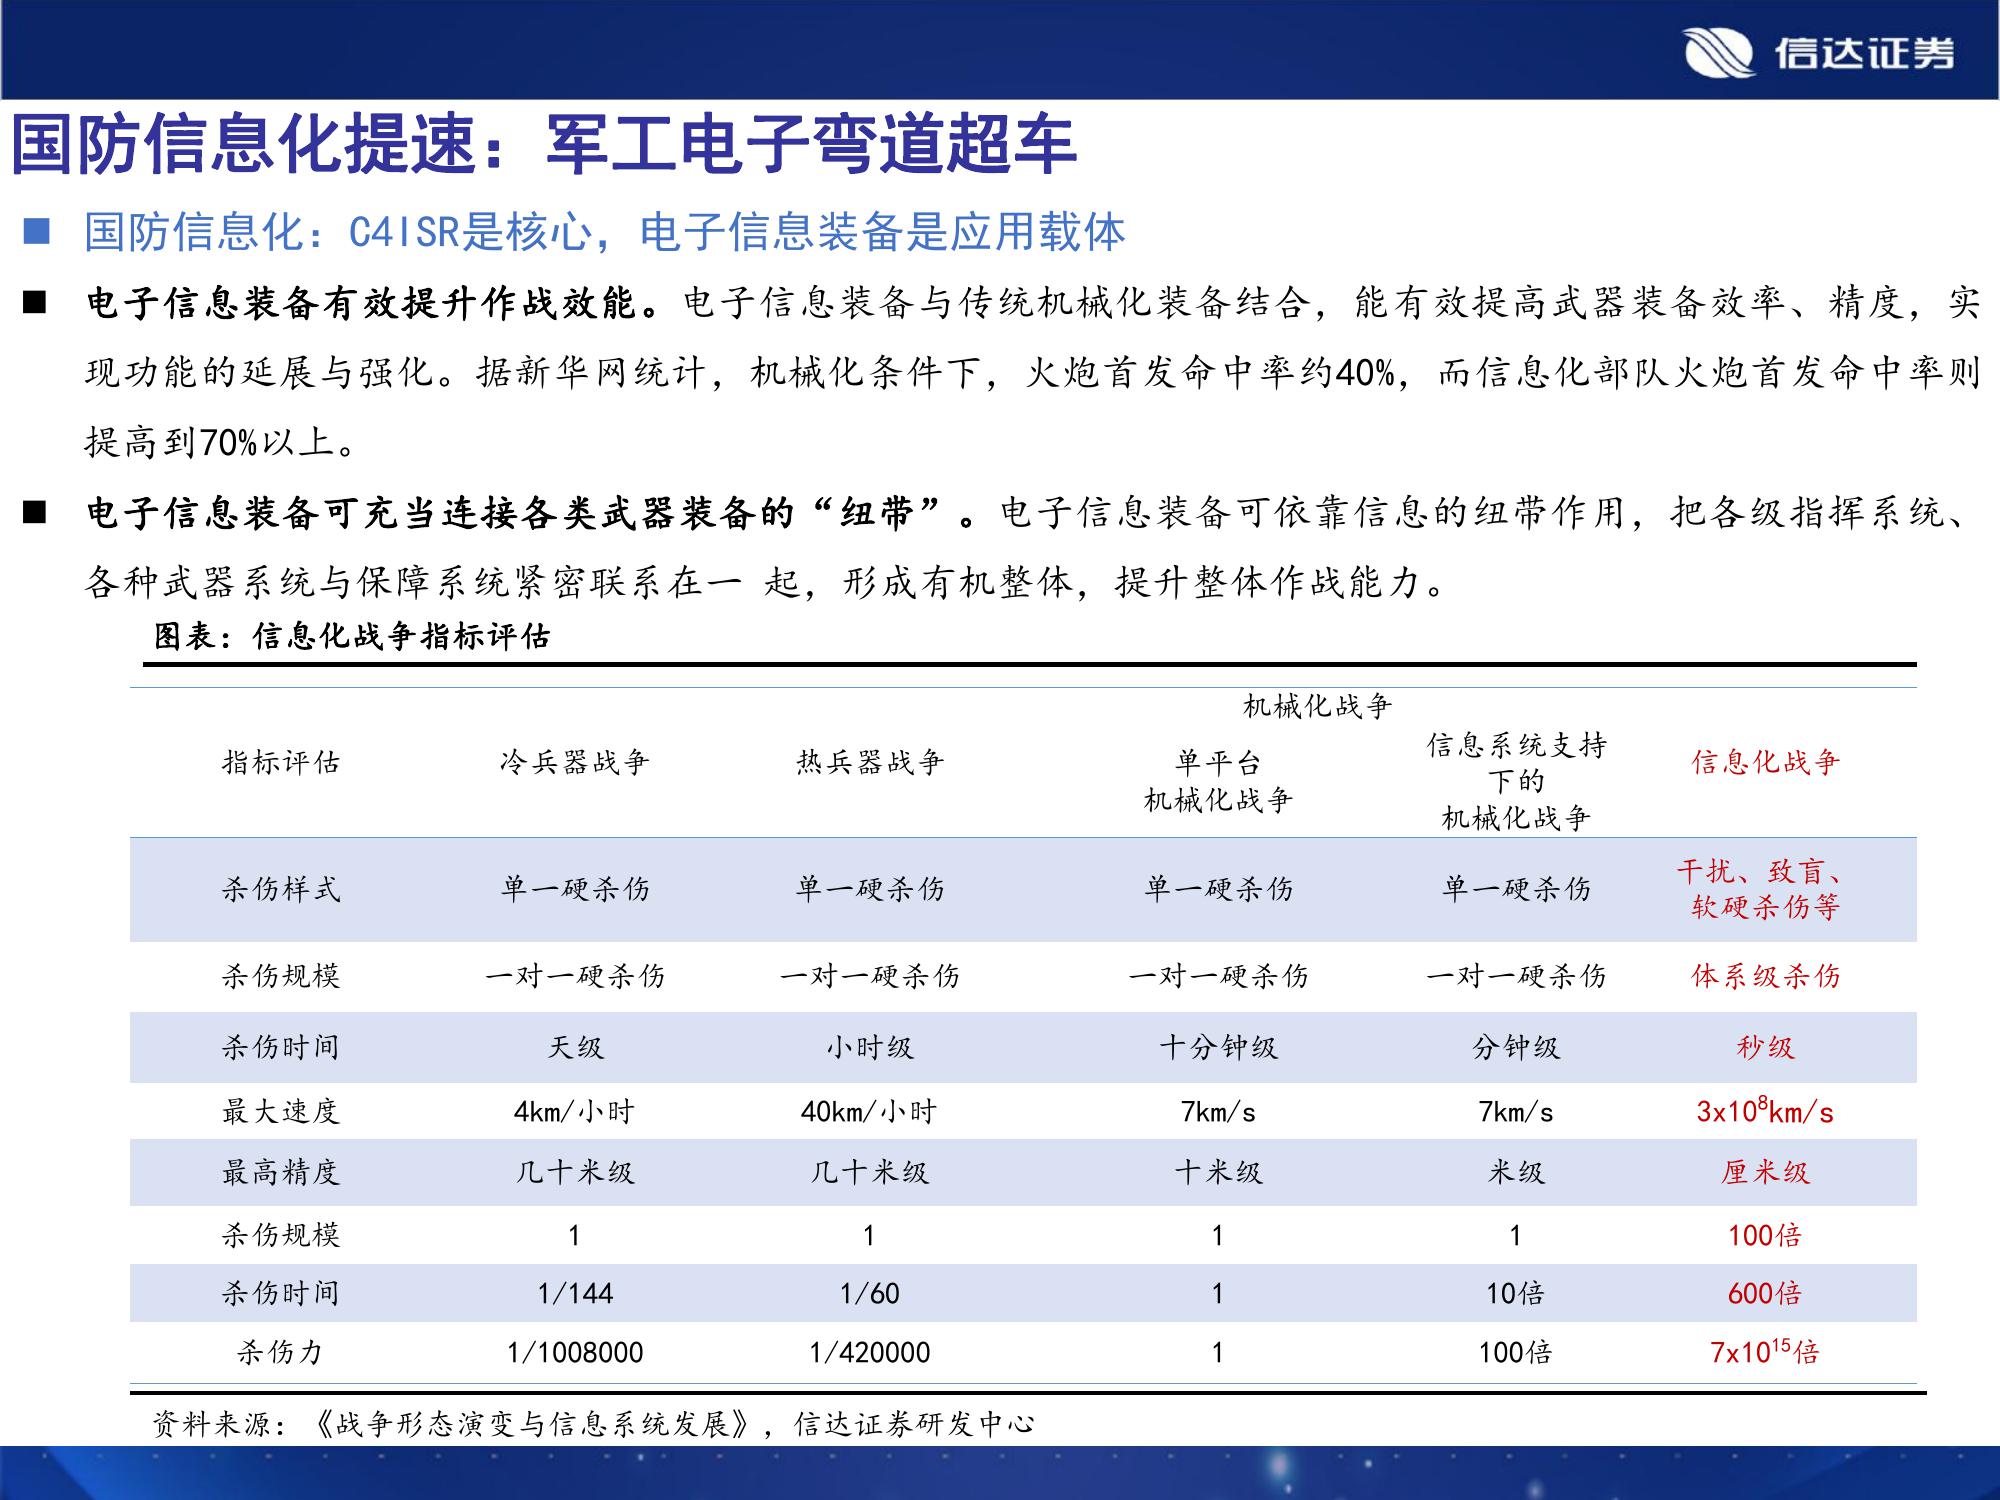 信达证券
国防信息化提速：军工电子弯道超车
■ 国防信息化：C4ISR是核心，电子信息装备是应用载体
■ 电子信息装备有效提升作战效能。电子信息装备与传统机械化装备结合，能有效提高武器装备效率、精度，实
现功能的延展与强化。据新华网统计，机械化条件下，火炮首发命中率约40%，而信息化部队火炮首发命中率则
提高到70%以上。
■ 电子信息装备可充当连接各类武器装备的“纽带”。电子信息装备可依靠信息的纽带作用，把各级指挥系统、
各种武器系统与保障系统紧密联系在一 起，形成有机整体，提升整体作战能力。
图表：信息化战争指标评估
机械化战争
指标评估 冷兵器战争 热兵器战争 单平台 机械化战争 信息系统支持 下的 机械化战争 信息化战争
杀伤样式 单一硬杀伤 单一硬杀伤 单一硬杀伤 单一硬杀伤 干扰、致盲、 软硬杀伤等
杀伤规模 一对一硬杀伤 一对一硬杀伤 一对一硬杀伤 一对一硬杀伤 体系级杀伤
杀伤时间 天级 小时级 十分钟级 分钟级 秒级
最大速度 4km/小时 40km/小时 7km/s 7km/s 3x10⁸km/s
最高精度 几十米级 几十米级 十米级 米级 厘米级
杀伤规模 1 1 1 1 100倍
杀伤时间 1/144 1/60 1 10倍 600倍
杀伤力 1/1008000 1/420000 1 100倍 7x10¹⁵倍
资料来源：《战争形态演变与信息系统发展》，信达证券研发中心